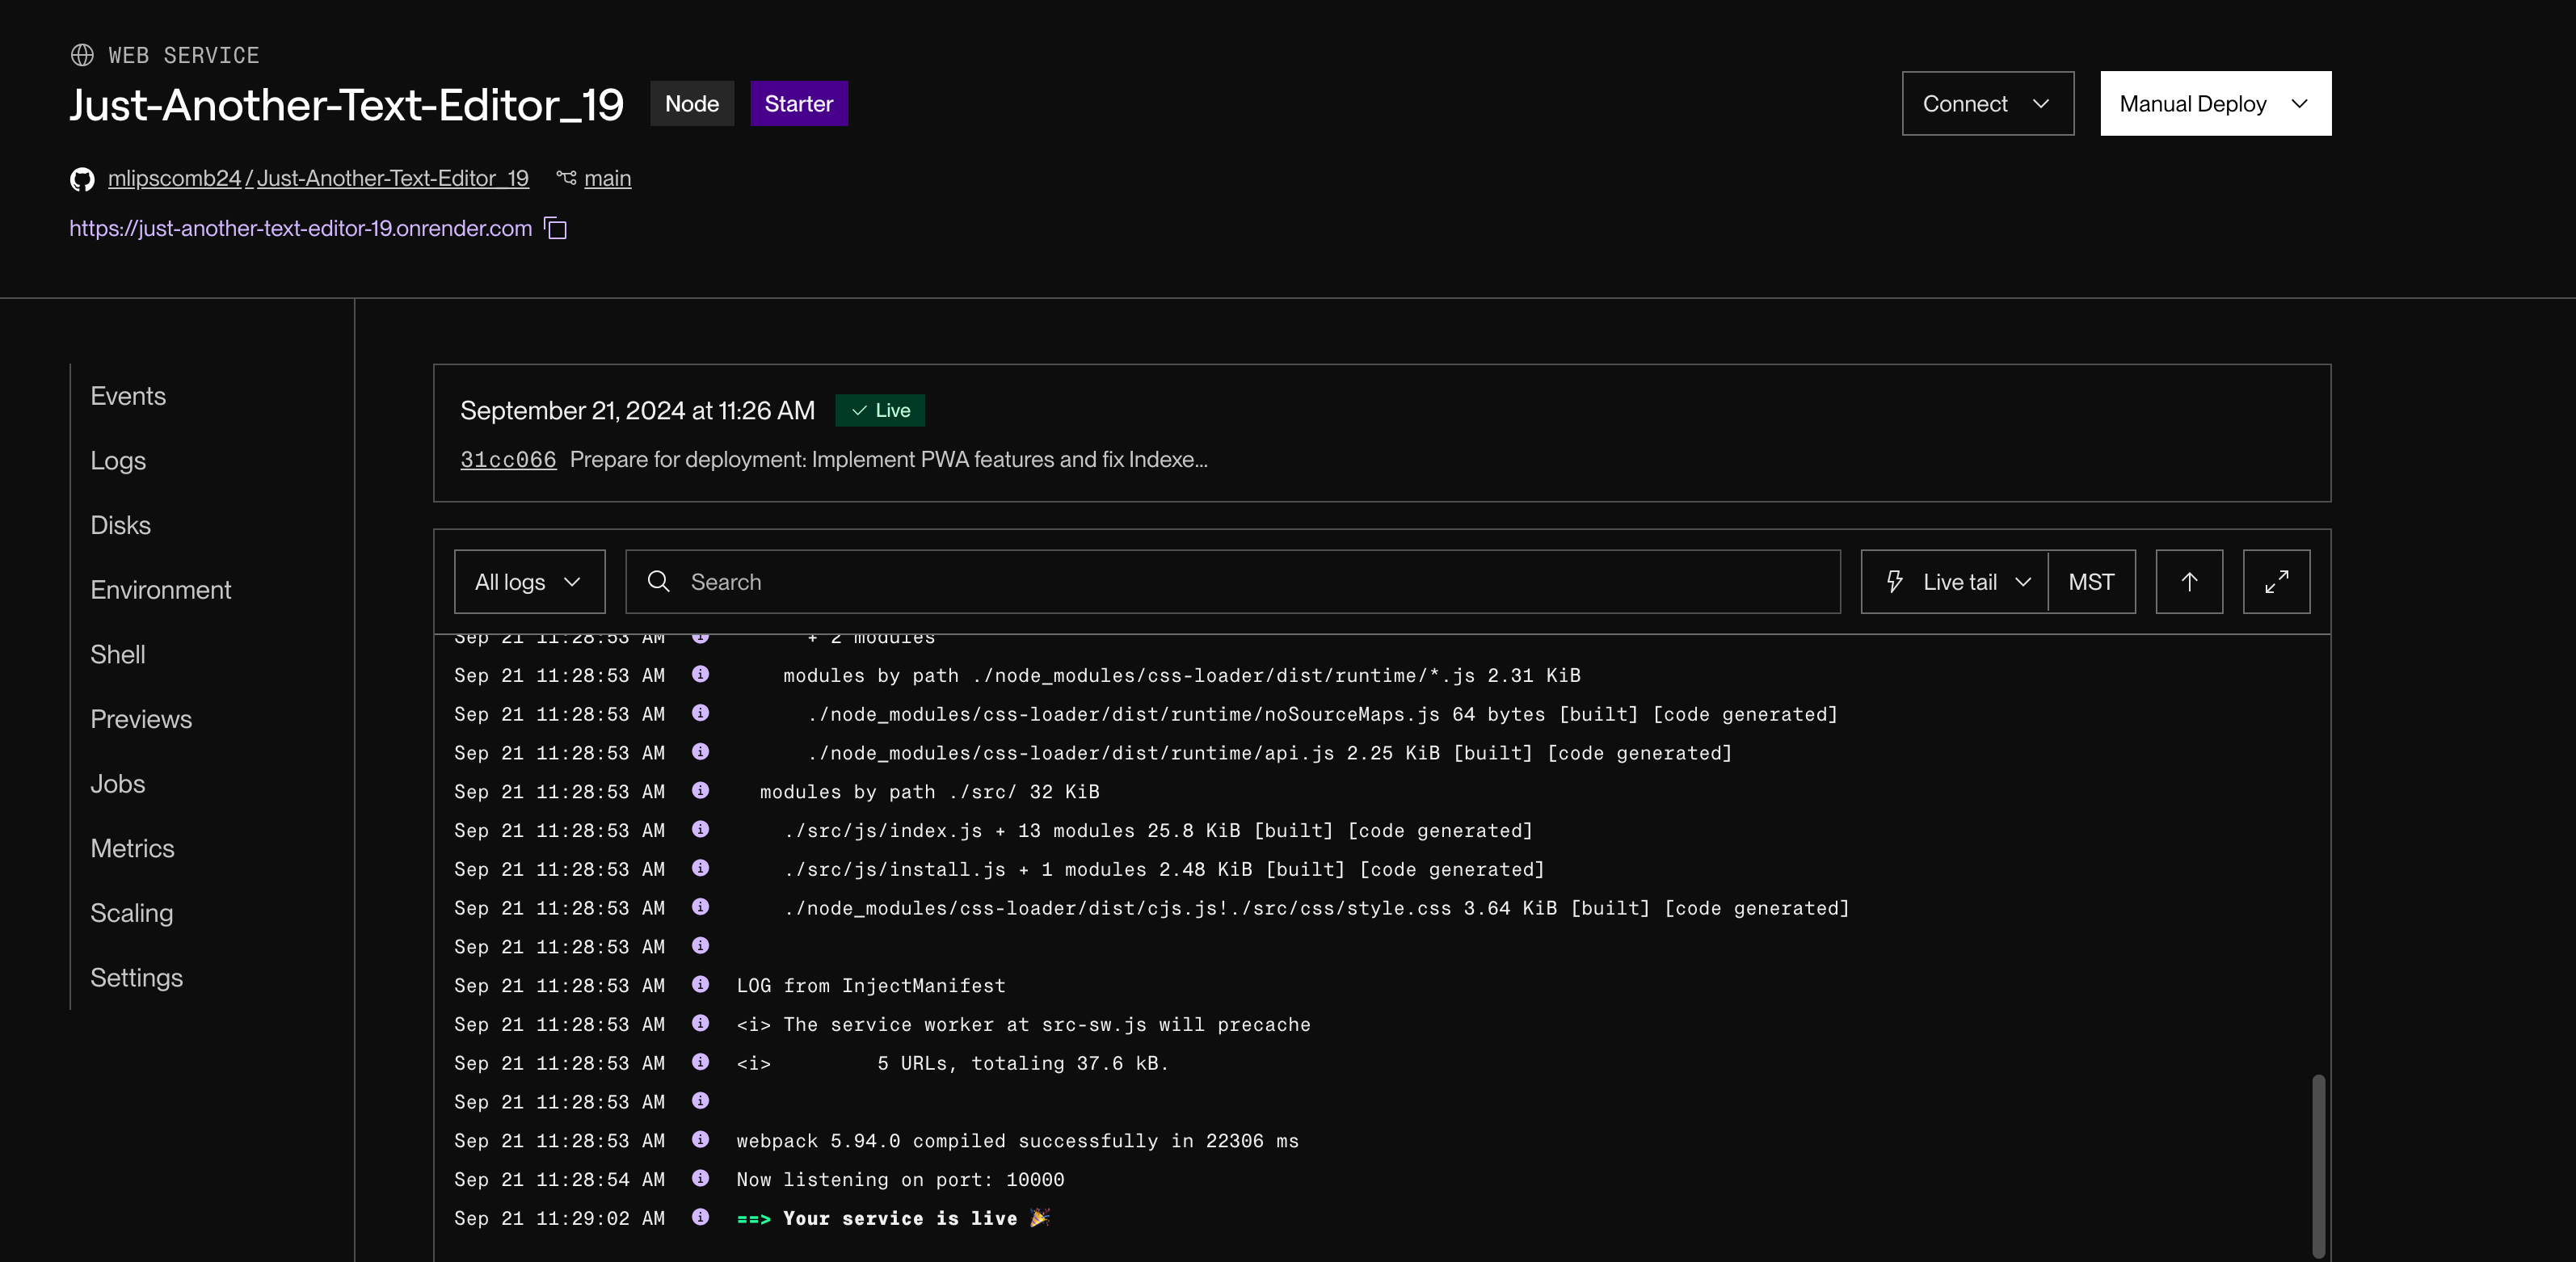 WEB SERVICE
Just-Another-Text-Editor_19 Node Starter
Connect Manual Deploy
mlipscomb24 / Just-Another-Text-Editor_19 main
https://just-another-text-editor-19.onrender.com
Events
Logs
Disks
Environment
Shell
Previews
Jobs
Metrics
Scaling
Settings
September 21, 2024 at 11:26 AM Live
31cc066 Prepare for deployment: Implement PWA features and fix Indexe...
All logs Search Live tail MST
Sep 21 11:28:53 AM + 2 modules
Sep 21 11:28:53 AM modules by path ./node_modules/css-loader/dist/runtime/*.js 2.31 KiB
Sep 21 11:28:53 AM ./node_modules/css-loader/dist/runtime/noSourceMaps.js 64 bytes [built] [code generated]
Sep 21 11:28:53 AM ./node_modules/css-loader/dist/runtime/api.js 2.25 KiB [built] [code generated]
Sep 21 11:28:53 AM modules by path ./src/ 32 KiB
Sep 21 11:28:53 AM ./src/js/index.js + 13 modules 25.8 KiB [built] [code generated]
Sep 21 11:28:53 AM ./src/js/install.js + 1 modules 2.48 KiB [built] [code generated]
Sep 21 11:28:53 AM ./node_modules/css-loader/dist/cjs.js!./src/css/style.css 3.64 KiB [built] [code generated]
Sep 21 11:28:53 AM
Sep 21 11:28:53 AM LOG from InjectManifest
Sep 21 11:28:53 AM <i> The service worker at src-sw.js will precache
Sep 21 11:28:53 AM <i> 5 URLs, totaling 37.6 kB.
Sep 21 11:28:53 AM
Sep 21 11:28:53 AM webpack 5.94.0 compiled successfully in 22306 ms
Sep 21 11:28:54 AM Now listening on port: 10000
Sep 21 11:29:02 AM ==> Your service is live 🎉